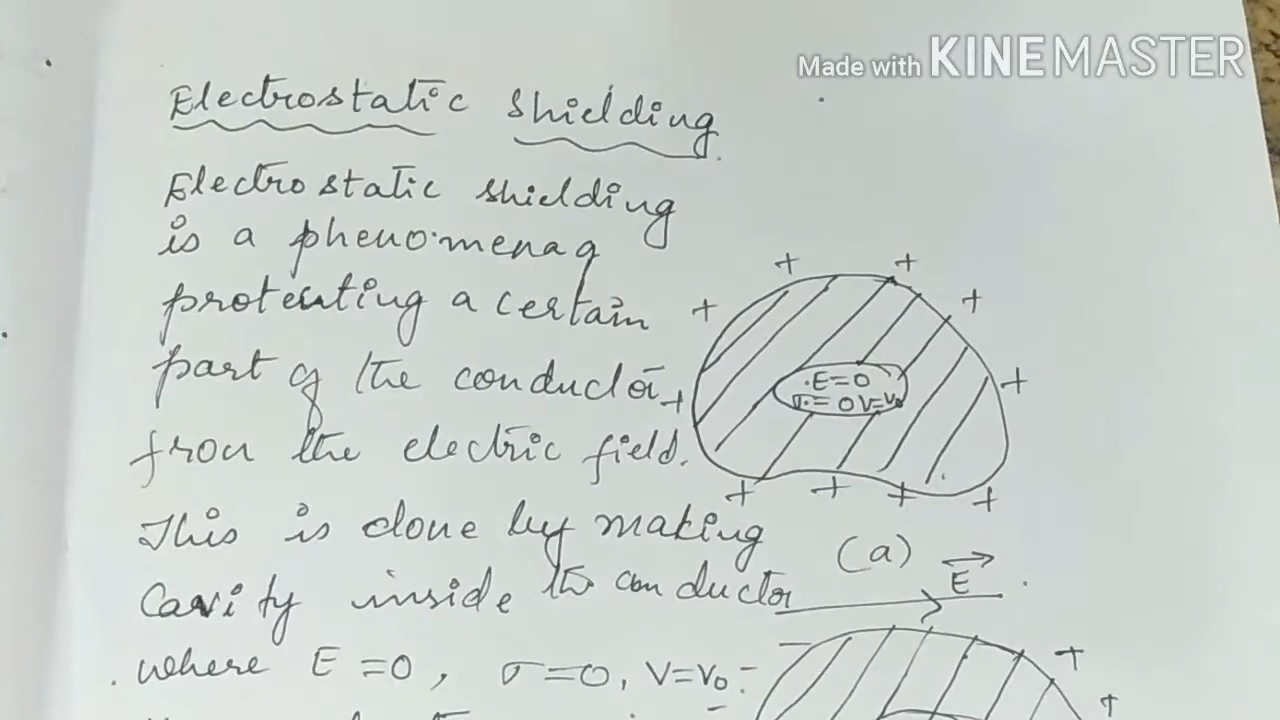 Made with KINEMASTER
Electrostatic shielding
Electrostatic shielding
is a phenomena of
protecting a certain
part of the conductor
from the electric field.
This is done by making
cavity inside the conductor
where E = 0, σ = 0, V = V₀
+ + + + + + + + + +
E = 0
σ = 0 V = V₀
(a)
E
+
+